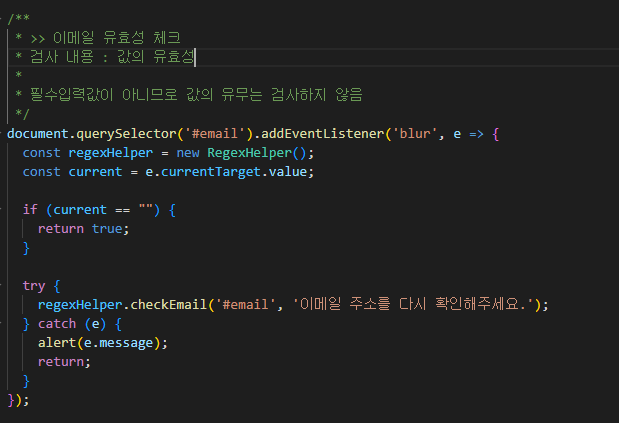 /**
 * >> 이메일 유효성 체크
 * 검사 내용 : 값의 유효성
 *
 * 필수입력값이 아니므로 값의 유무는 검사하지 않음
 */
document.querySelector('#email').addEventListener('blur', e => {
  const regexHelper = new RegexHelper();
  const current = e.currentTarget.value;

  if (current == "") {
    return true;
  }

  try {
    regexHelper.checkEmail('#email', '이메일 주소를 다시 확인해주세요.');
  } catch (e) {
    alert(e.message);
    return;
  }
});